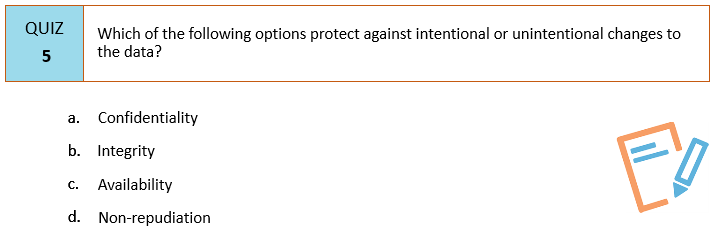 QUIZ
5
Which of the following options protect against intentional or unintentional changes to
the data?
a. Confidentiality
b. Integrity
c. Availability
d. Non-repudiation